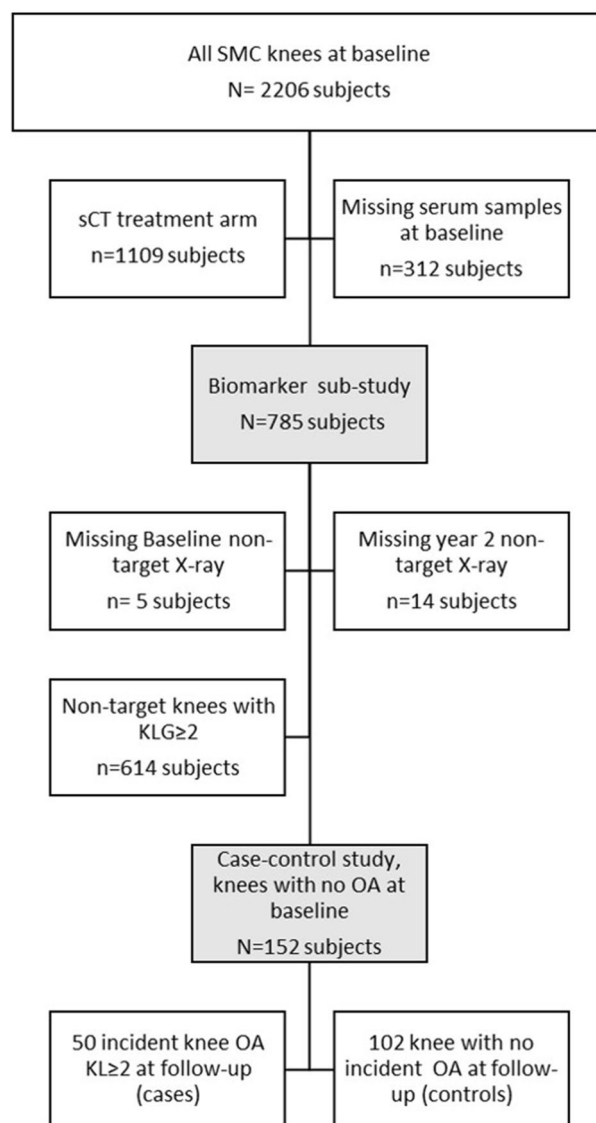 All SMC knees at baseline
N= 2206 subjects
sCT treatment arm
n=1109 subjects
Missing serum samples
at baseline
n=312 subjects
Biomarker sub-study
N=785 subjects
Missing Baseline non-
target X-ray
n= 5 subjects
Missing year 2 non-
target X-ray
n=14 subjects
Non-target knees with
KLG≥2
n=614 subjects
Case-control study,
knees with no OA at
baseline
N=152 subjects
50 incident knee OA
KL≥2 at follow-up
(cases)
102 knee with no
incident OA at follow-
up (controls)